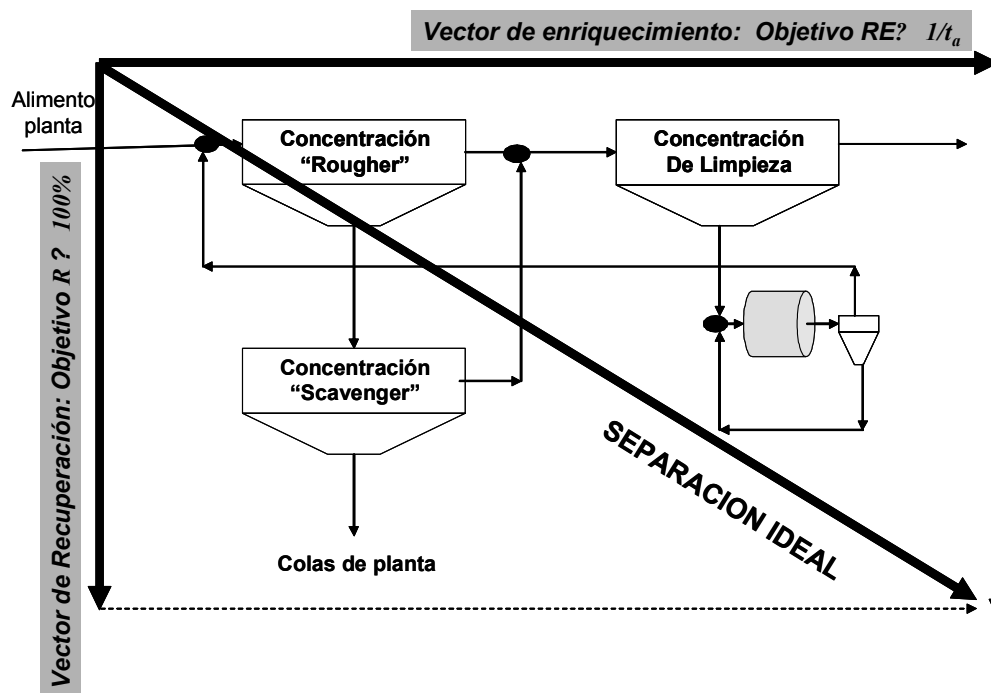 Vector de enriquecimiento: Objetivo RE? 1/tₐ
Alimento
planta
Concentración
“Rougher”
Concentración
De Limpieza
Vector de Recuperación: Objetivo R ? 100%
Concentración
“Scavenger”
SEPARACION IDEAL
Colas de planta